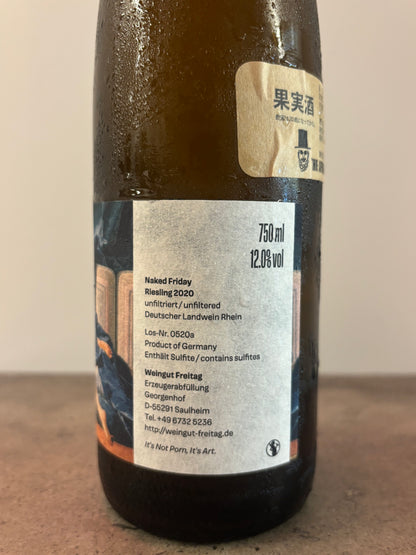 果実酒
750 ml
12.0% vol
Naked Friday
Riesling 2020
unfiltriert / unfiltered
Deutscher Landwein Rhein
Los-Nr. 0520a
Product of Germany
Enthält Sulfite / contains sulfites
Weingut Freitag
Erzeugerabfüllung
Georgenhof
D-55291 Saulheim
Tel. +49 6732 5236
http://weingut-freitag.de
It's Not Porn, It's Art.